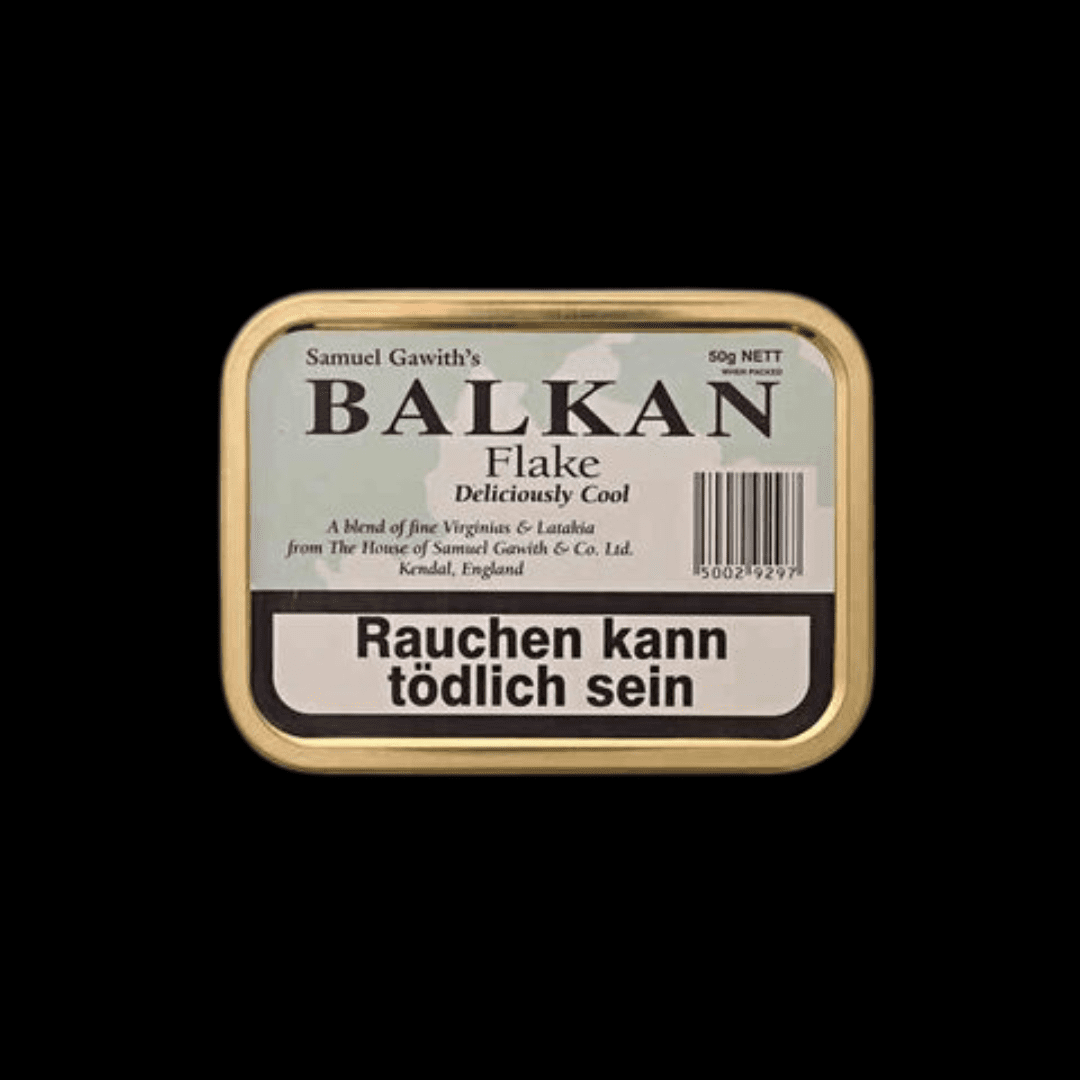 Samuel Gawith's
50g NETT
WHEN PACKED
BALKAN
Flake
Deliciously Cool
A blend of fine Virginias & Latakia
from The House of Samuel Gawith & Co. Ltd.
Kendal, England
5002 9297
Rauchen kann
tödlich sein